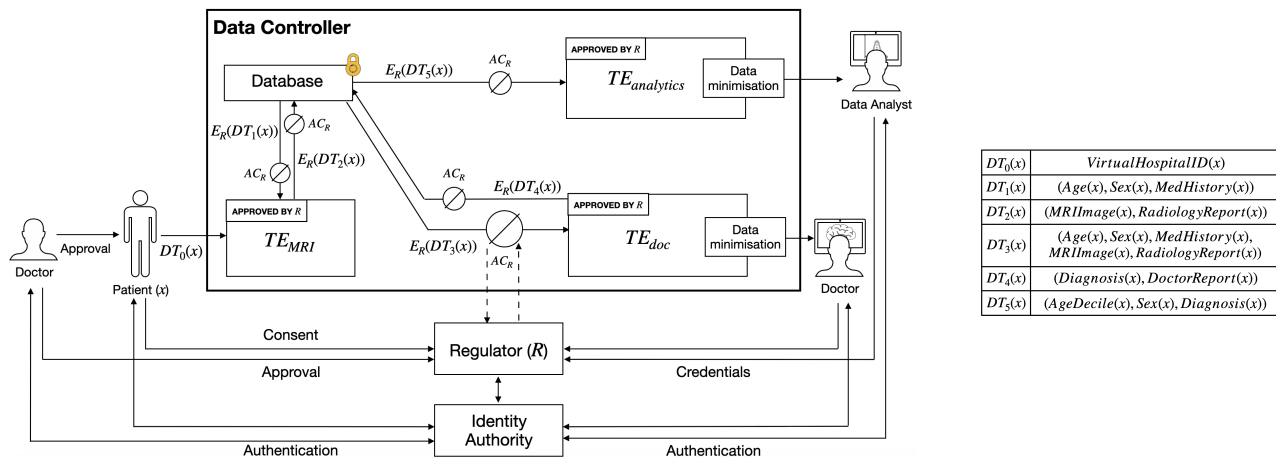 Data Controller
Database
E_R(DT_5(x))
AC_R
APPROVED BY R
TE_analytics
Data
minimisation
Data Analyst
E_R(DT_1(x))
AC_R
E_R(DT_2(x))
AC_R
AC_R
E_R(DT_4(x))
APPROVED BY R
TE_MRI
APPROVED BY R
TE_doc
Data
minimisation
E_R(DT_3(x))
AC_R
Approval
Doctor
DT_0(x)
Patient (x)
Doctor
Consent
Regulator (R)
Approval
Credentials
Identity
Authority
Authentication
Authentication
DT_0(x) VirtualHospitalID(x)
DT_1(x) (Age(x), Sex(x), MedHistory(x))
DT_2(x) (MRIImage(x), RadiologyReport(x))
DT_3(x) (Age(x), Sex(x), MedHistory(x),
MRIImage(x), RadiologyReport(x))
DT_4(x) (Diagnosis(x), DoctorReport(x))
DT_5(x) (AgeDecile(x), Sex(x), Diagnosis(x))